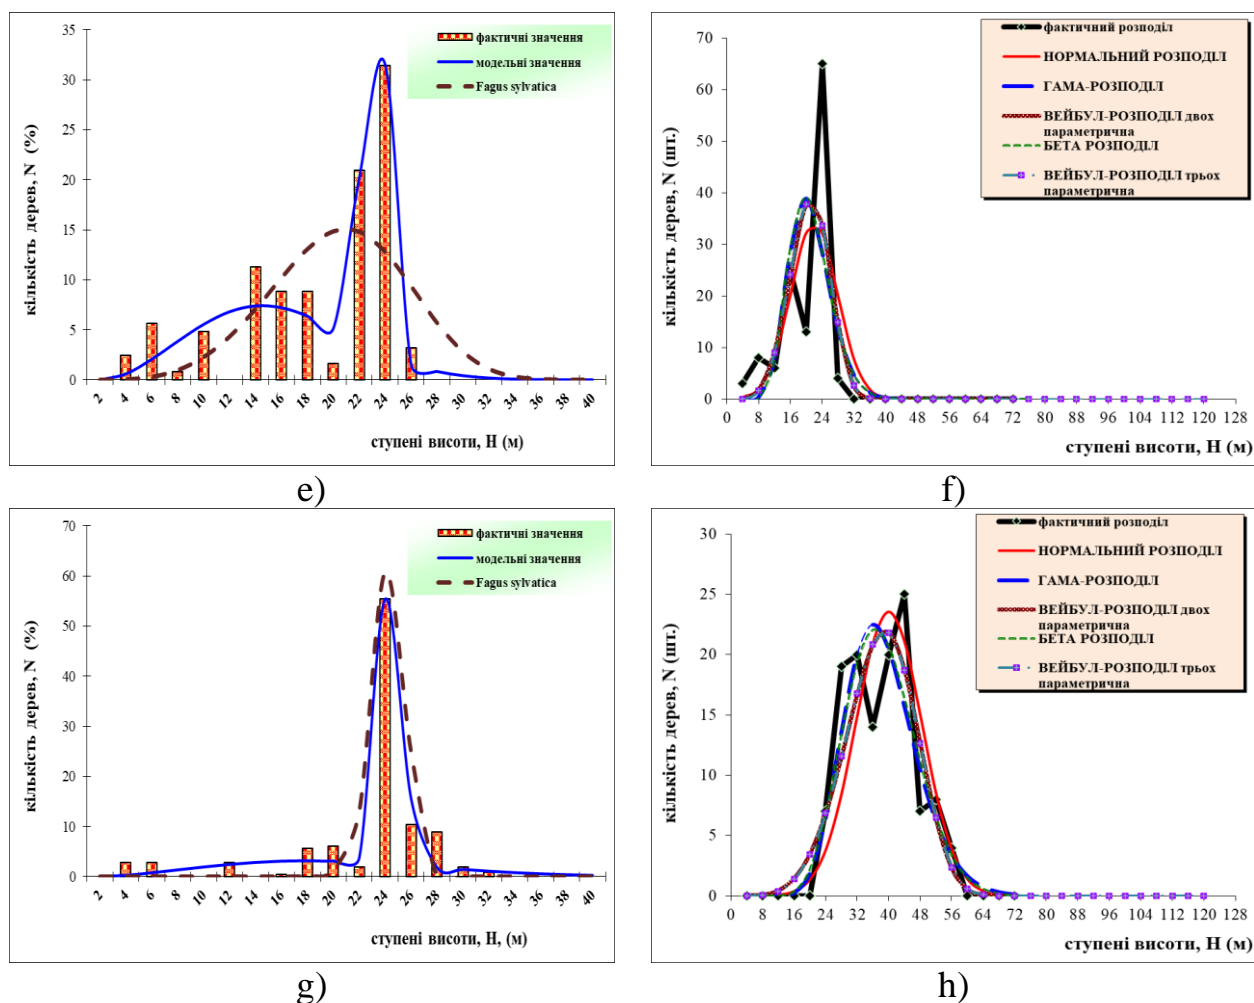 35
30
25
20
15
10
5
0
кількість дерев, N (%)
фактичні значення
модельні значення
Fagus sylvatica
2 4 6 8 10 12 14 16 18 20 22 24 26 28 30 32 34 36 38 40
ступені висоти, H (м)
e)
70
60
50
40
30
20
10
0
кількість дерев, N (шт.)
фактичний розподіл
НОРМАЛЬНИЙ РОЗПОДІЛ
ГАМА-РОЗПОДІЛ
ВЕЙБУЛ-РОЗПОДІЛ двох
параметрична
БЕТА РОЗПОДІЛ
ВЕЙБУЛ-РОЗПОДІЛ трьох
параметрична
0 8 16 24 32 40 48 56 64 72 80 88 96 104 112 120 128
ступені висоти, H (м)
f)
70
60
50
40
30
20
10
0
кількість дерев, N (%)
фактичні значення
модельні значення
Fagus sylvatica
2 4 6 8 10 12 14 16 18 20 22 24 26 28 30 32 34 36 38 40
ступені висоти, H, (м)
g)
30
25
20
15
10
5
0
кількість дерев, N (шт.)
фактичний розподіл
НОРМАЛЬНИЙ РОЗПОДІЛ
ГАМА-РОЗПОДІЛ
ВЕЙБУЛ-РОЗПОДІЛ двох
параметрична
БЕТА РОЗПОДІЛ
ВЕЙБУЛ-РОЗПОДІЛ трьох
параметрична
0 8 16 24 32 40 48 56 64 72 80 88 96 104 112 120 128
ступені висоти, H (м)
h)